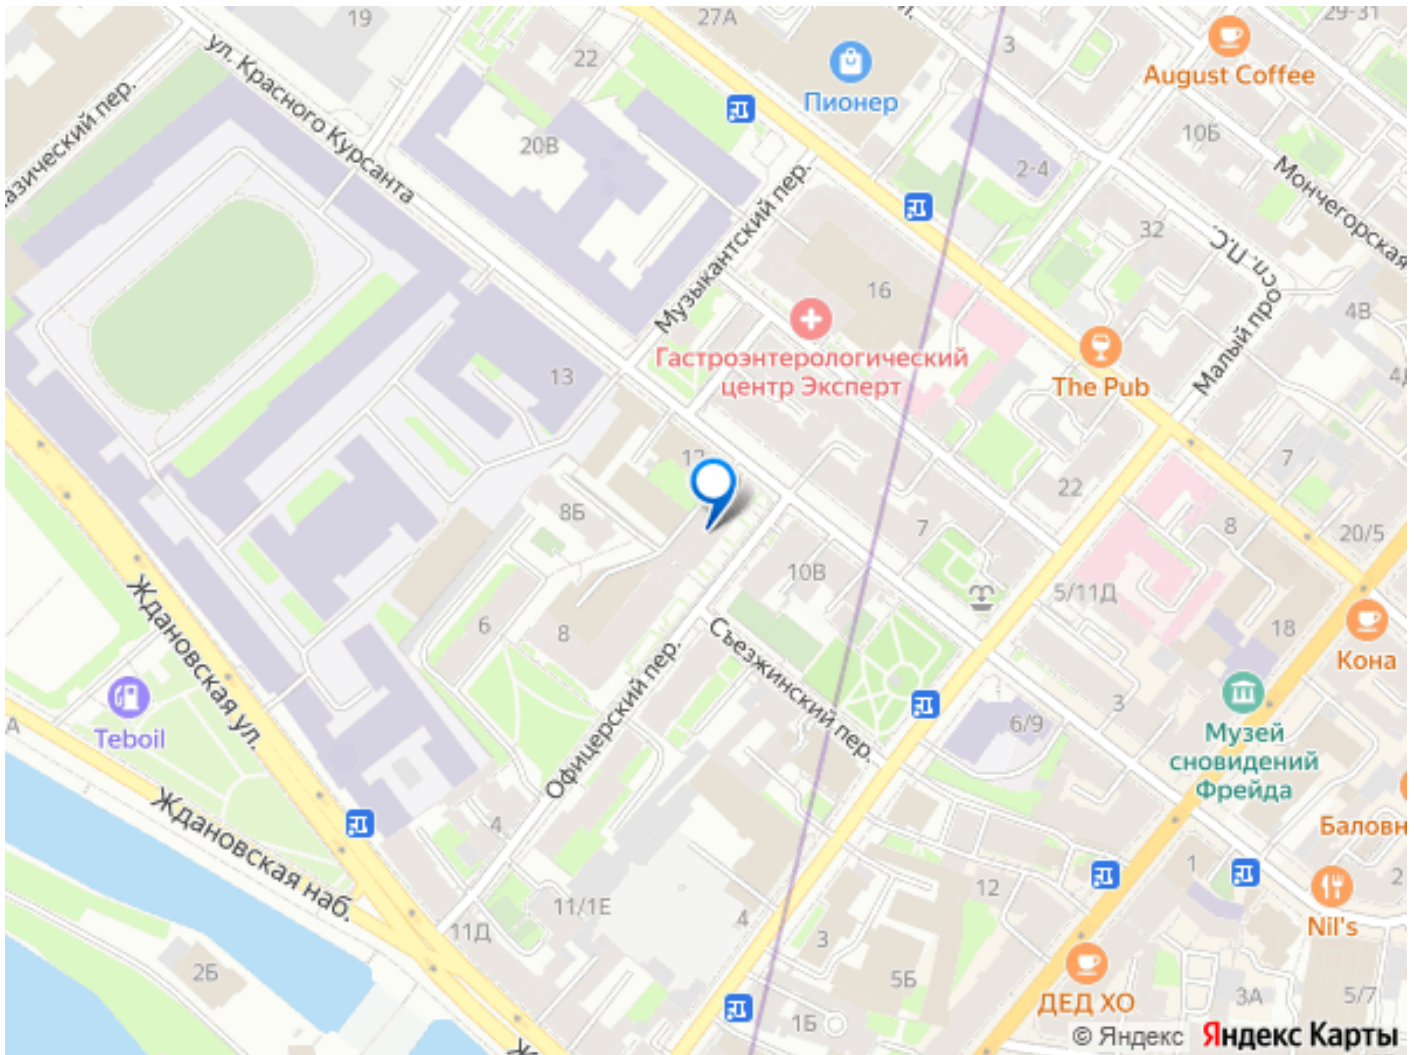 19
27А
29-31
3
August Coffee
22
Пионер
10Б
20В
2-4
ул. Красного Курсанта
азический пер.
Музыкантский пер.
Мончегорская
32
просп. П.С.
Малый
16
4В
Гастроэнтерологический
центр Эксперт
The Pub
13
7
22
8Б
7
8
20/5
10В
5/11Д
18
6
8
Кона
Съезжинский пер.
Офицерский пер.
Ждановская ул.
3
6/9
Музей
сновидений
Фрейда
Teboil
А
Баловн
Ждановская наб.
4
1
2
12
11/1Е
4
11Д
3
Nil's
2Б
5Б
ДЕД ХО
3А
5/7
1Б
© Яндекс Яндекс Карты